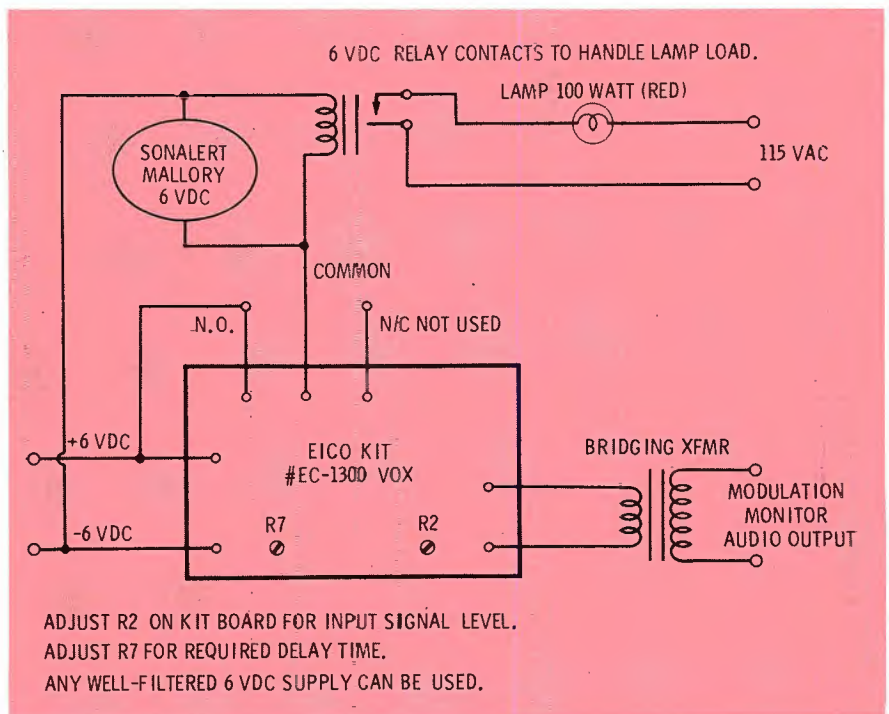 6 VDC RELAY CONTACTS TO HANDLE LAMP LOAD.
LAMP 100 WATT (RED)
115 VAC
SONALERT
MALLORY
6 VDC
COMMON
N.O.
N/C NOT USED
+6 VDC
EICO KIT
#EC-1300 VOX
BRIDGING XFMR
-6 VDC
R7
R2
MODULATION
MONITOR
AUDIO OUTPUT
ADJUST R2 ON KIT BOARD FOR INPUT SIGNAL LEVEL.
ADJUST R7 FOR REQUIRED DELAY TIME.
ANY WELL-FILTERED 6 VDC SUPPLY CAN BE USED.